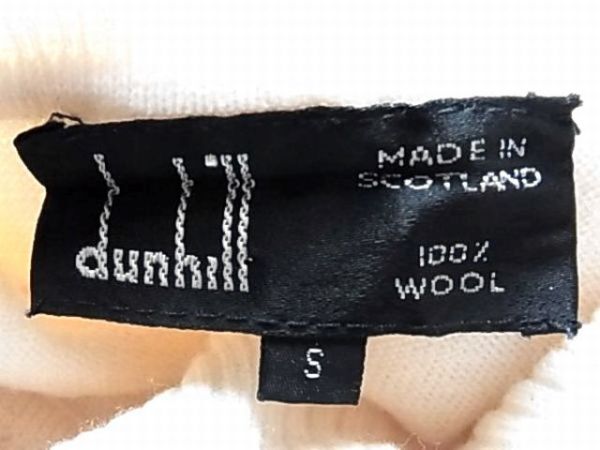 dunhill
MADE IN
SCOTLAND
100%
WOOL
S